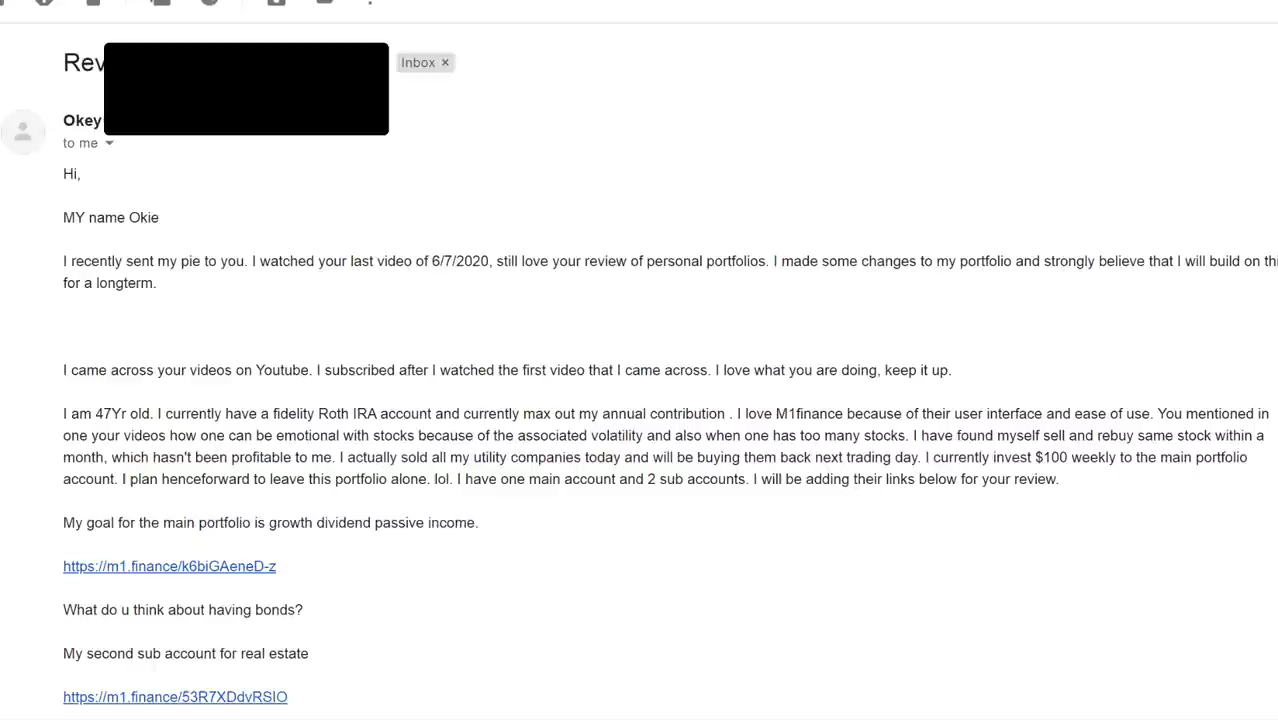 Rev
Inbox ×
Okey
to me
Hi,
MY name Okie
I recently sent my pie to you. I watched your last video of 6/7/2020, still love your review of personal portfolios. I made some changes to my portfolio and strongly believe that I will build on thi
for a longterm.
I came across your videos on Youtube. I subscribed after I watched the first video that I came across. I love what you are doing, keep it up.
I am 47Yr old. I currently have a fidelity Roth IRA account and currently max out my annual contribution . I love M1finance because of their user interface and ease of use. You mentioned in
one your videos how one can be emotional with stocks because of the associated volatility and also when one has too many stocks. I have found myself sell and rebuy same stock within a
month, which hasn't been profitable to me. I actually sold all my utility companies today and will be buying them back next trading day. I currently invest $100 weekly to the main portfolio
account. I plan henceforward to leave this portfolio alone. lol. I have one main account and 2 sub accounts. I will be adding their links below for your review.
My goal for the main portfolio is growth dividend passive income.
https://m1.finance/k6biGAeneD-z
What do u think about having bonds?
My second sub account for real estate
https://m1.finance/53R7XDdvRSIO